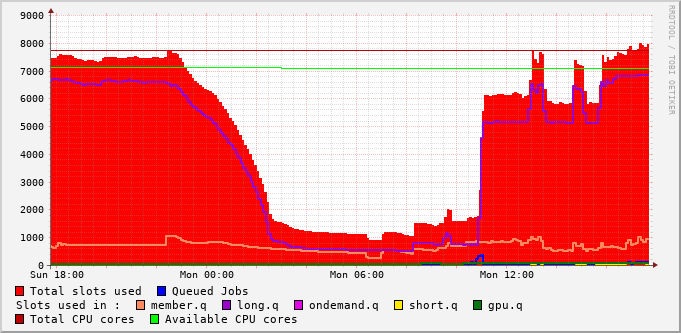 9000
8000
7000
6000
5000
4000
3000
2000
1000
0
Sun 18:00 Mon 00:00 Mon 06:00 Mon 12:00
RRDTOOL / TOBI OETIKER
Total slots used Queued Jobs
Slots used in : member.q long.q ondemand.q short.q gpu.q
Total CPU cores Available CPU cores